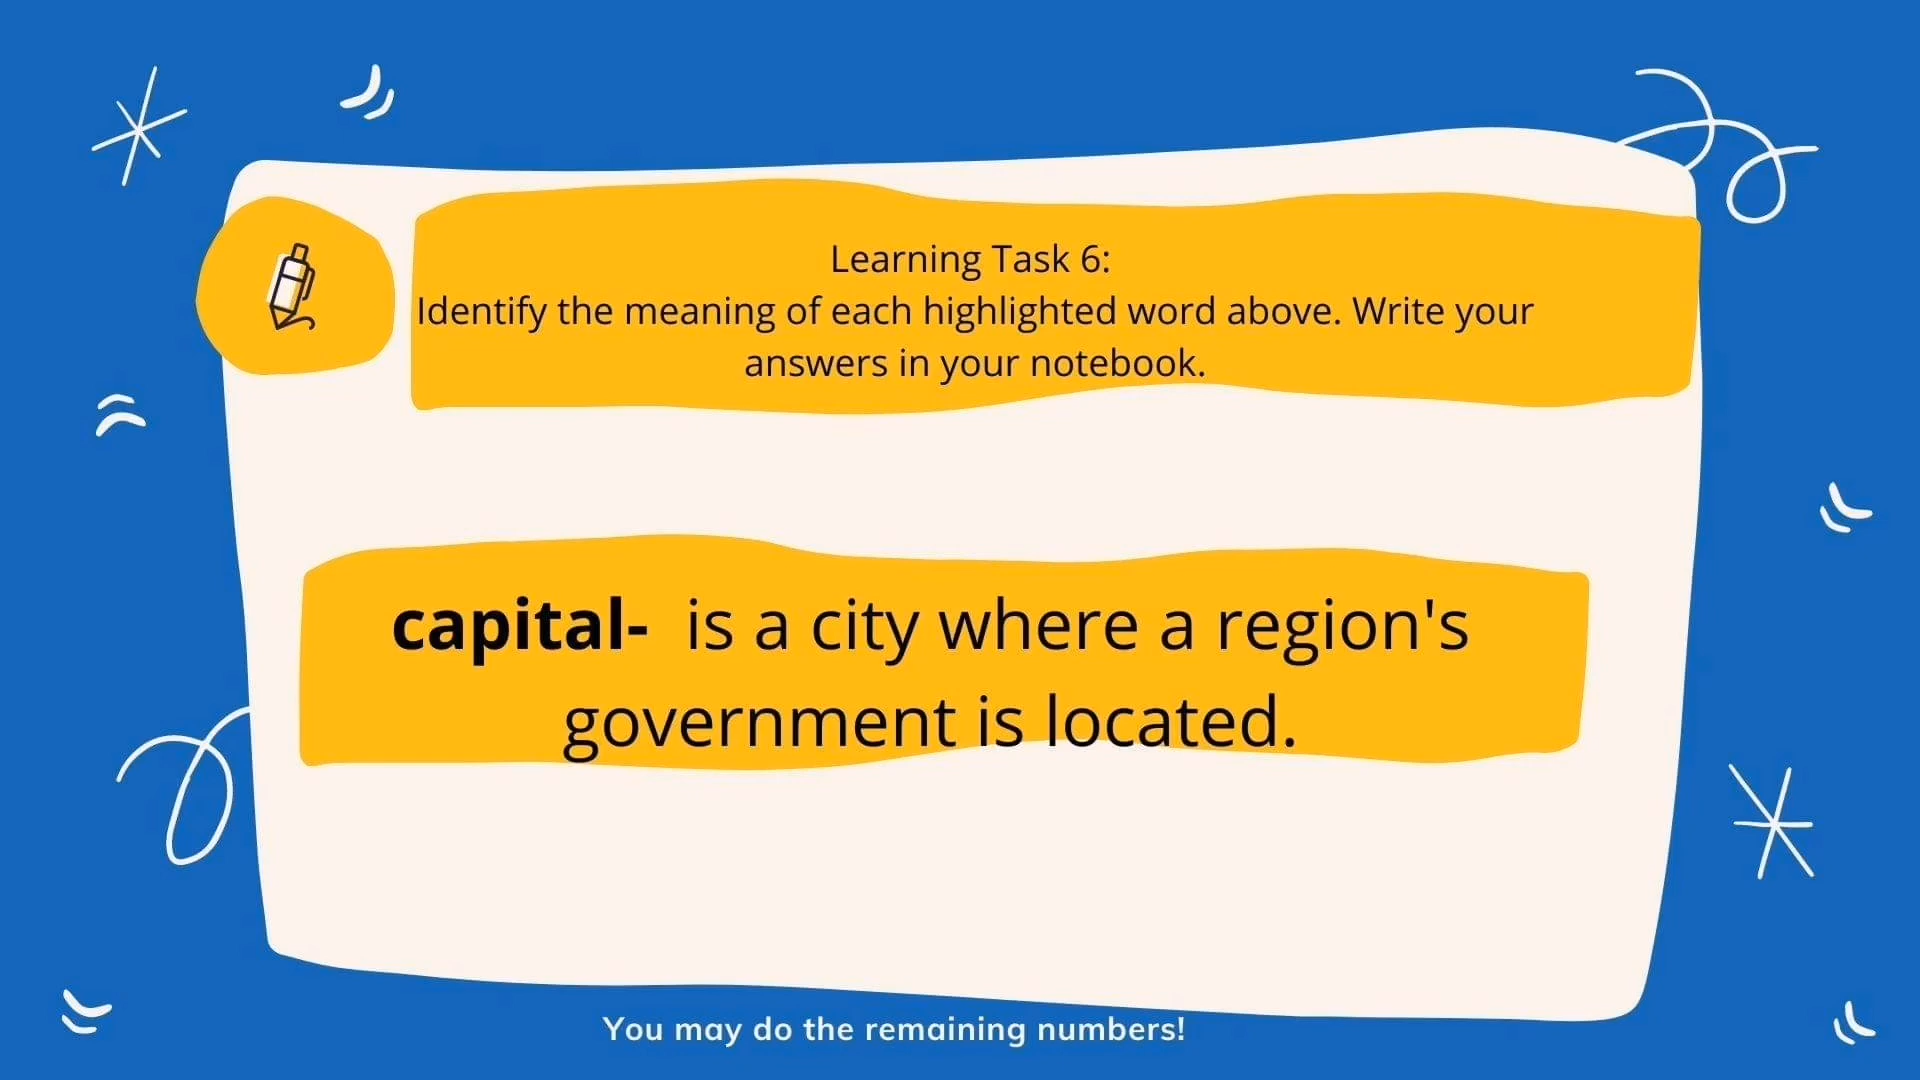 Learning Task 6:
Identify the meaning of each highlighted word above. Write your
answers in your notebook.
capital- is a city where a region's
government is located.
You may do the remaining numbers!